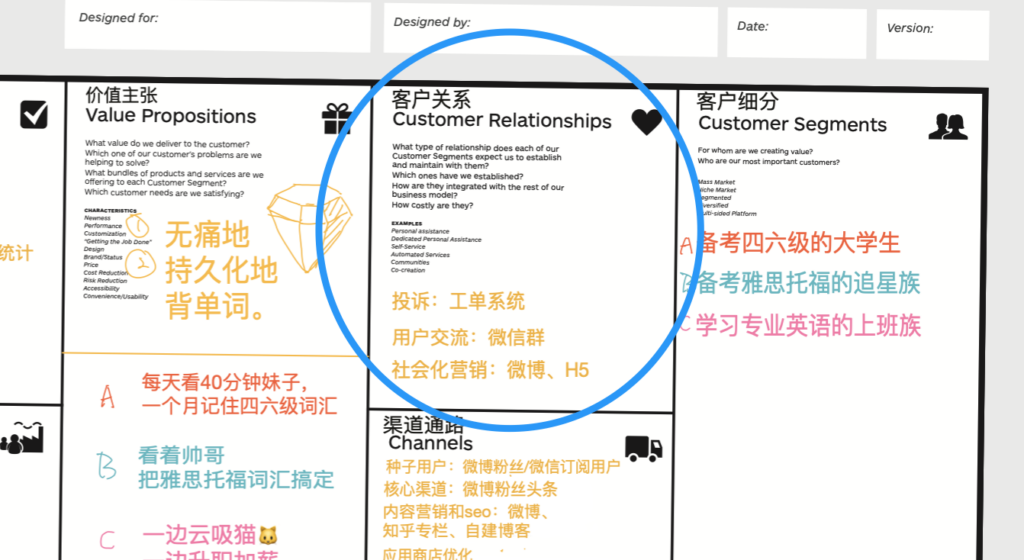 Designed for:
Designed by:
Date:
Version:
价值主张
Value Propositions
What value do we deliver to the customer?
Which one of our customer's problems are we
helping to solve?
What bundles of products and services are we
offering to each Customer Segment?
Which customer needs are we satisfying?
CHARACTERISTICS
Newness
Performance
Customization
"Getting the Job Done"
Design
Brand/Status
Price
Cost Reduction
Risk Reduction
Accessibility
Convenience/Usability
1
2
无痛地
持久化地
背单词。
统计
A
每天看40分钟妹子,
一个月记住四六级词汇
B
看着帅哥
把雅思托福词汇搞定
C
一边云吸猫🐱
客户关系
Customer Relationships
What type of relationship does each of our
Customer Segments expect us to establish
and maintain with them?
Which ones have we established?
How are they integrated with the rest of our
business model?
How costly are they?
EXAMPLES
Personal assistance
Dedicated Personal Assistance
Self-Service
Automated Services
Communities
Co-creation
投诉：工单系统
用户交流：微信群
社会化营销：微博、H5
渠道通路
Channels
种子用户：微博粉丝/微信订阅用户
核心渠道：微博粉丝头条
内容营销和seo：微博、
知乎专栏、自建博客
应用商店优化
客户细分
Customer Segments
For whom are we creating value?
Who are our most important customers?
Mass Market
Niche Market
Segmented
Diversified
Multi-sided Platform
A 备考四六级的大学生
B 备考雅思托福的追星族
C 学习专业英语的上班族